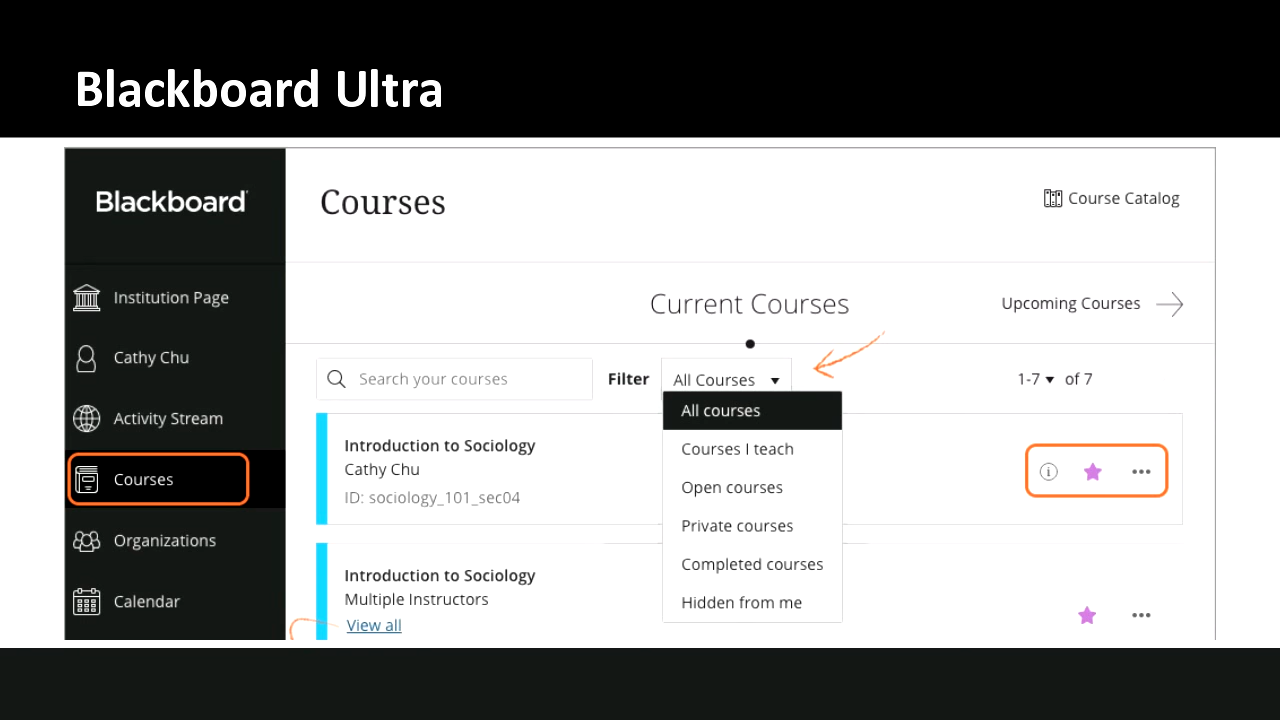 Blackboard Ultra
Blackboard
Courses
Course Catalog
Institution Page
Cathy Chu
Activity Stream
Courses
Organizations
Calendar
Current Courses
Upcoming Courses
Search your courses
Filter
All Courses
1-7 of 7
All courses
Courses I teach
Open courses
Private courses
Completed courses
Hidden from me
Introduction to Sociology
Cathy Chu
ID: sociology_101_sec04
Introduction to Sociology
Multiple Instructors
View all